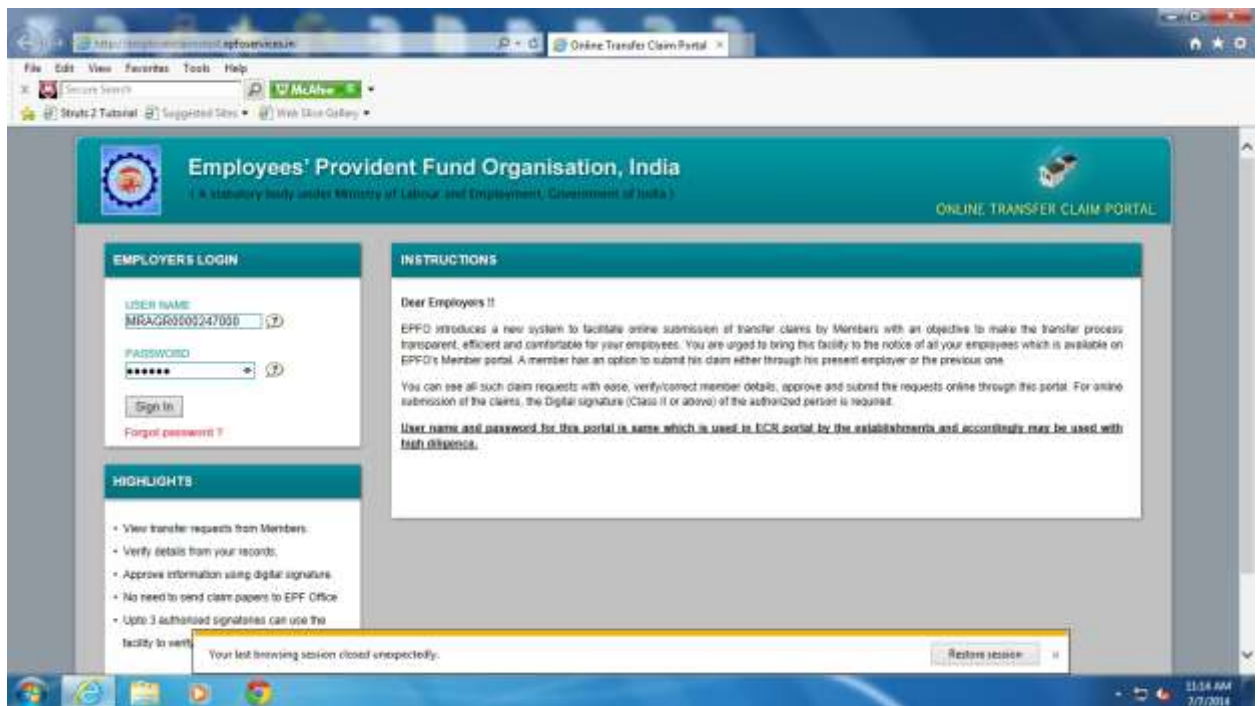 epfoservices.in
Online Transfer Claim Portal
File Edit View Favorites Tools Help
Secure Search
McAfee
Struts 2 Tutorial Suggested Sites Web Slice Gallery
Employees' Provident Fund Organisation, India
( A statutory body under Ministry of Labour and Employment, Government of India )
ONLINE TRANSFER CLAIM PORTAL
EMPLOYERS LOGIN
USER NAME
MRAGR0000247000
PASSWORD
Sign In
Forgot password ?
HIGHLIGHTS
View transfer requests from Members.
Verify details from your records.
Approve information using digital signature.
No need to send claim papers to EPF Office
Upto 3 authorised signatories can use the
facility to verify
INSTRUCTIONS
Dear Employers !!
EPFO introduces a new system to facilitate online submission of transfer claims by Members with an objective to make the transfer process
transparent, efficient and comfortable for your employees. You are urged to bring this facility to the notice of all your employees which is available on
EPFO's Member portal. A member has an option to submit his claim either through his present employer or the previous one.
You can see all such claim requests with ease, verify/correct member details, approve and submit the requests online through this portal. For online
submission of the claims, the Digital signature (Class II or above) of the authorized person is required.
User name and password for this portal is same which is used in ECR portal by the establishments and accordingly may be used with
high diligence.
Your last browsing session closed unexpectedly.
Restore session
11:14 AM
2/7/2014